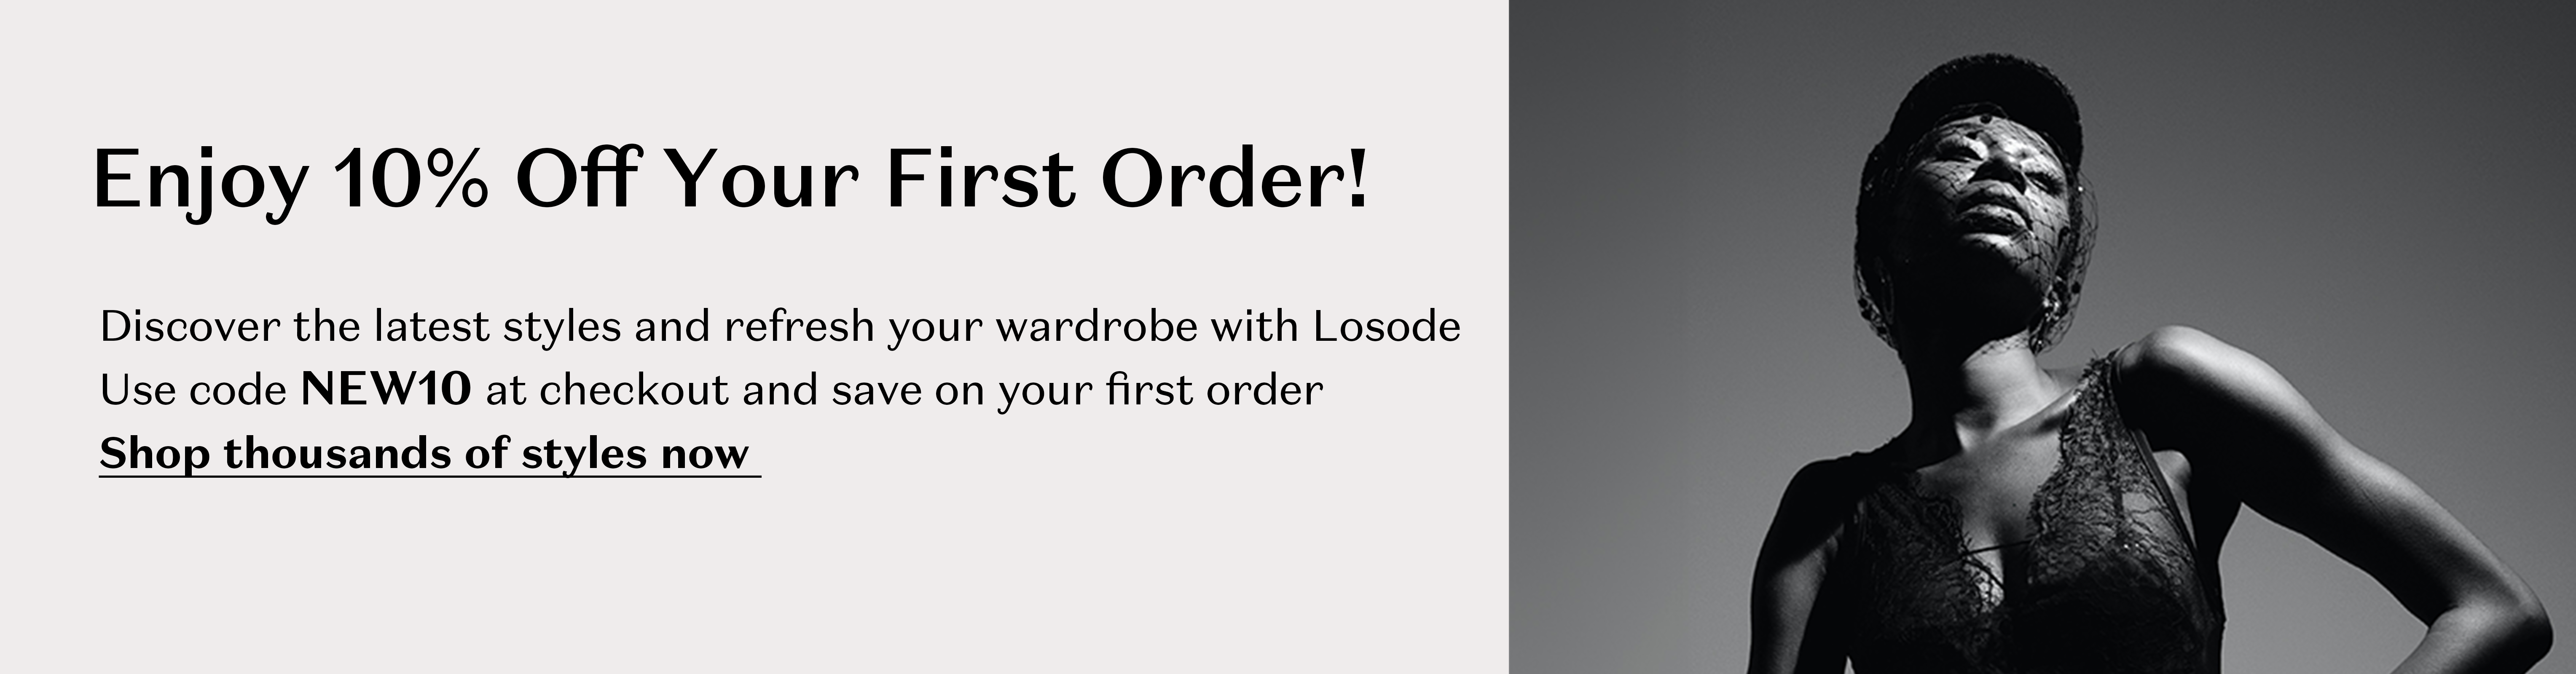 Enjoy 10% Off Your First Order!
Discover the latest styles and refresh your wardrobe with Losode
Use code NEW10 at checkout and save on your first order
Shop thousands of styles now